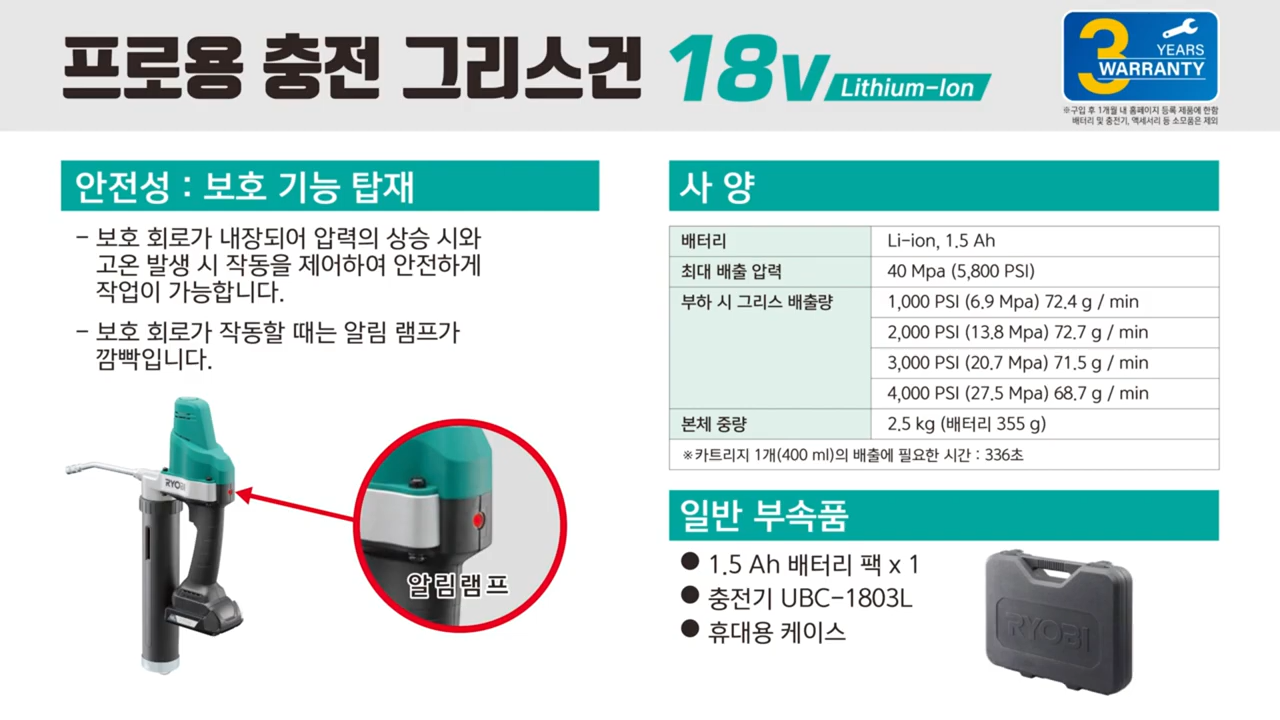 프로용 충전 그리스건 18V Lithium-Ion
3 YEARS
WARRANTY
※구입 후 1개월 내 홈페이지 등록 제품에 한함
배터리 및 충전기, 액세서리 등 소모품은 제외
안전성 : 보호 기능 탑재
- 보호 회로가 내장되어 압력의 상승 시와
고온 발생 시 작동을 제어하여 안전하게
작업이 가능합니다.
- 보호 회로가 작동할 때는 알림 램프가
깜빡입니다.
RYOBI
알림램프
사 양
배터리 Li-ion, 1.5 Ah
최대 배출 압력 40 Mpa (5,800 PSI)
부하 시 그리스 배출량 1,000 PSI (6.9 Mpa) 72.4 g / min
2,000 PSI (13.8 Mpa) 72.7 g / min
3,000 PSI (20.7 Mpa) 71.5 g / min
4,000 PSI (27.5 Mpa) 68.7 g / min
본체 중량 2.5 kg (배터리 355 g)
※카트리지 1개(400 ml)의 배출에 필요한 시간 : 336초
일반 부속품
● 1.5 Ah 배터리 팩 x 1
● 충전기 UBC-1803L
● 휴대용 케이스
RYOBI